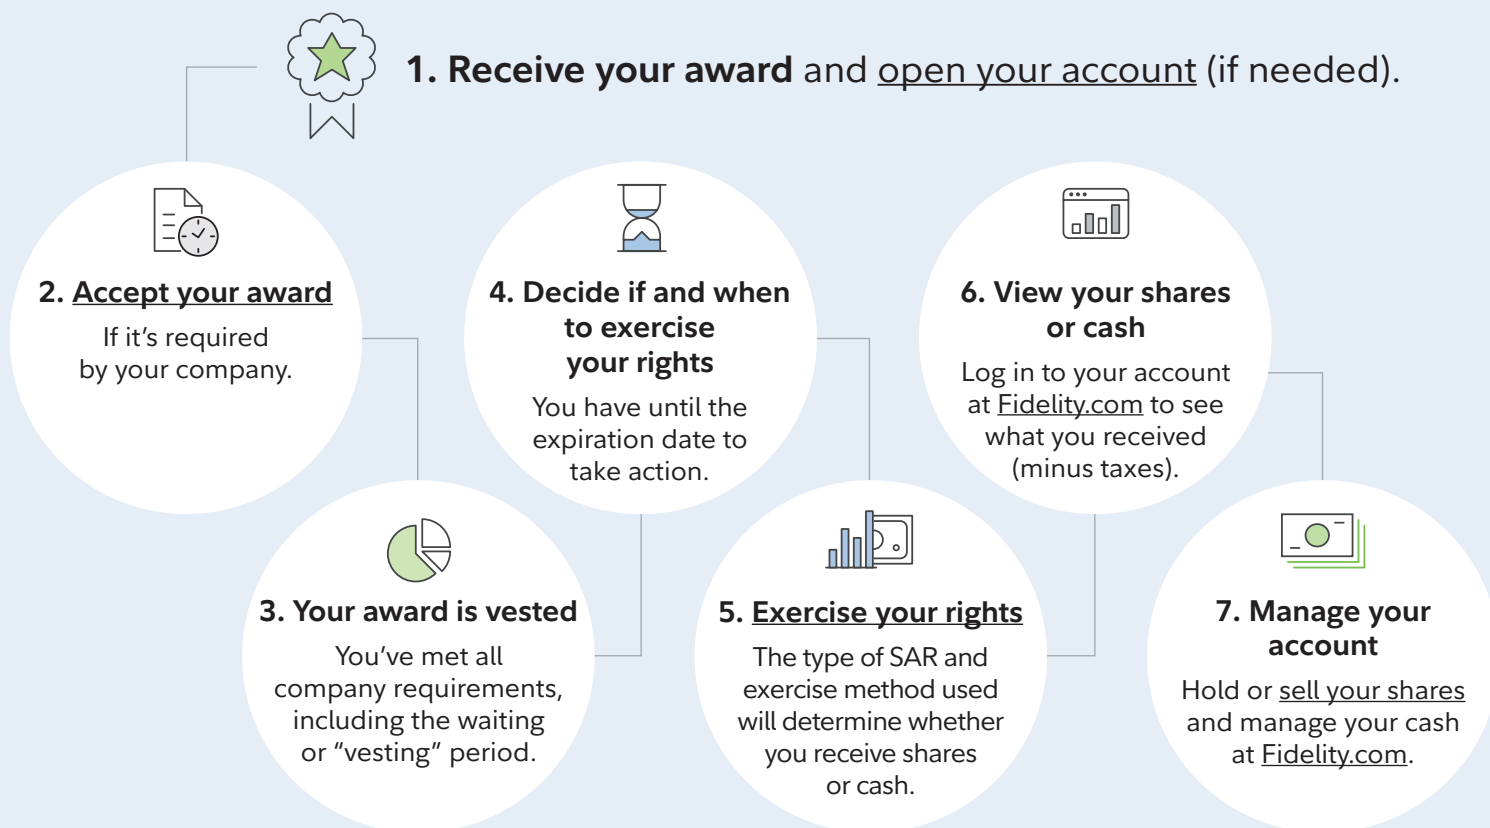 1. Receive your award and open your account (if needed).
2. Accept your award
If it's required
by your company.
3. Your award is vested
You've met all
company requirements,
including the waiting
or “vesting” period.
4. Decide if and when
to exercise
your rights
You have until the
expiration date to
take action.
5. Exercise your rights
The type of SAR and
exercise method used
will determine whether
you receive shares
or cash.
6. View your shares
or cash
Log in to your account
at Fidelity.com to see
what you received
(minus taxes).
7. Manage your
account
Hold or sell your shares
and manage your cash
at Fidelity.com.